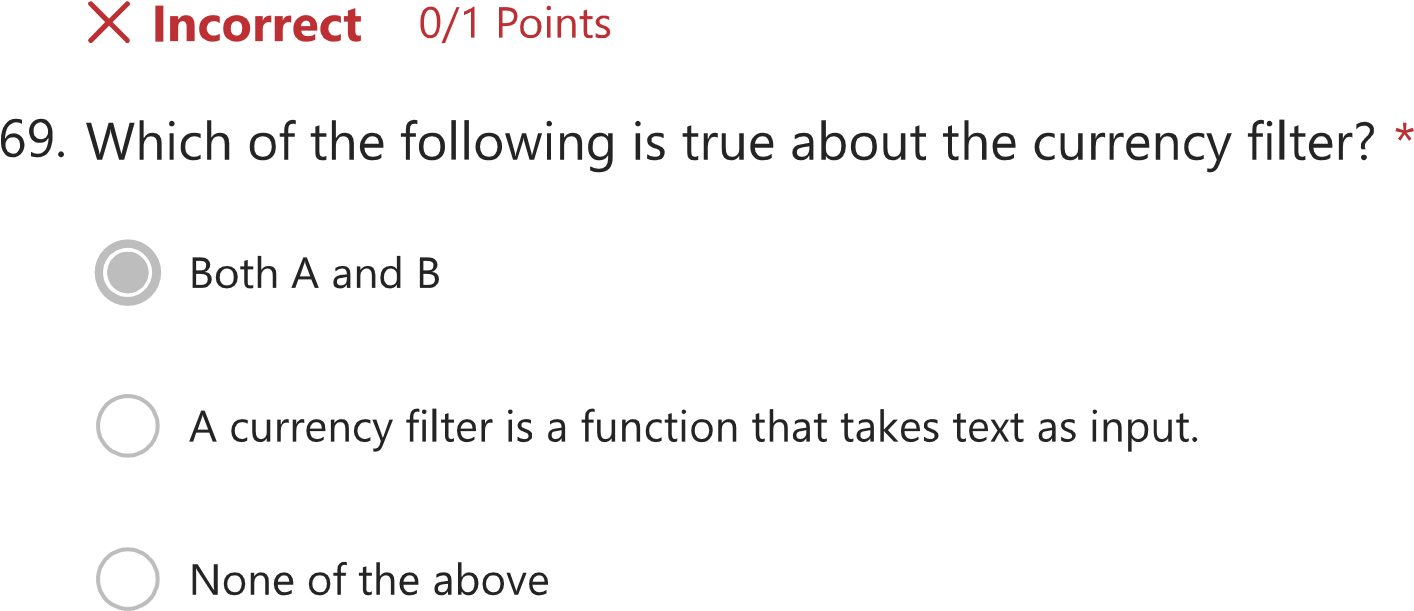 Incorrect 0/1 Points
69. Which of the following is true about the currency filter? *
Both A and B
A currency filter is a function that takes text as input.
None of the above